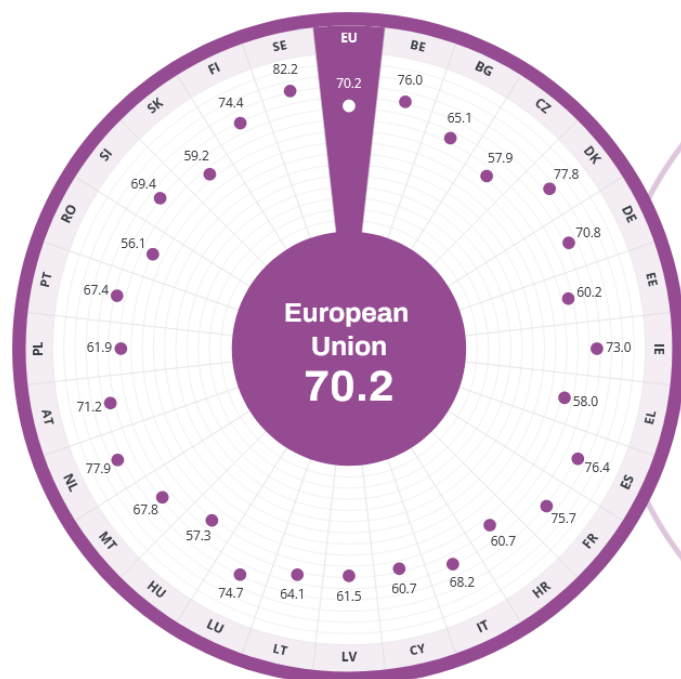 EU
70.2
BE
76.0
BG
65.1
CZ
57.9
DK
77.8
DE
70.8
EE
60.2
IE
73.0
EL
58.0
ES
76.4
FR
75.7
HR
60.7
IT
68.2
CY
60.7
LV
61.5
LT
64.1
LU
74.7
HU
57.3
MT
67.8
NL
77.9
AT
71.2
PL
61.9
PT
67.4
RO
56.1
SI
69.4
SK
59.2
FI
74.4
SE
82.2
European
Union
70.2